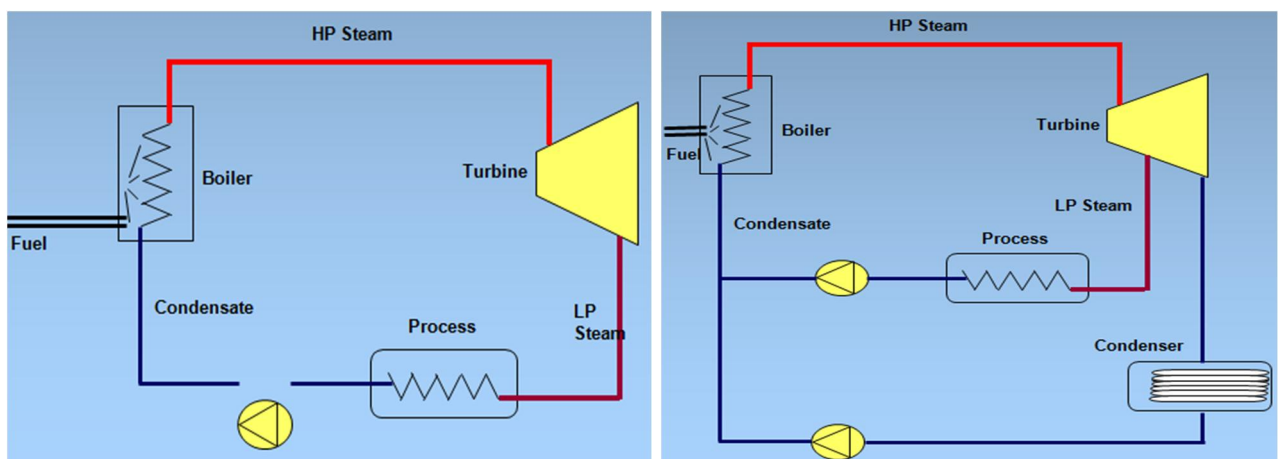 HP Steam
Boiler
Turbine
Fuel
Condensate
LP
Steam
Process
HP Steam
Boiler
Turbine
Fuel
LP Steam
Condensate
Process
Condenser